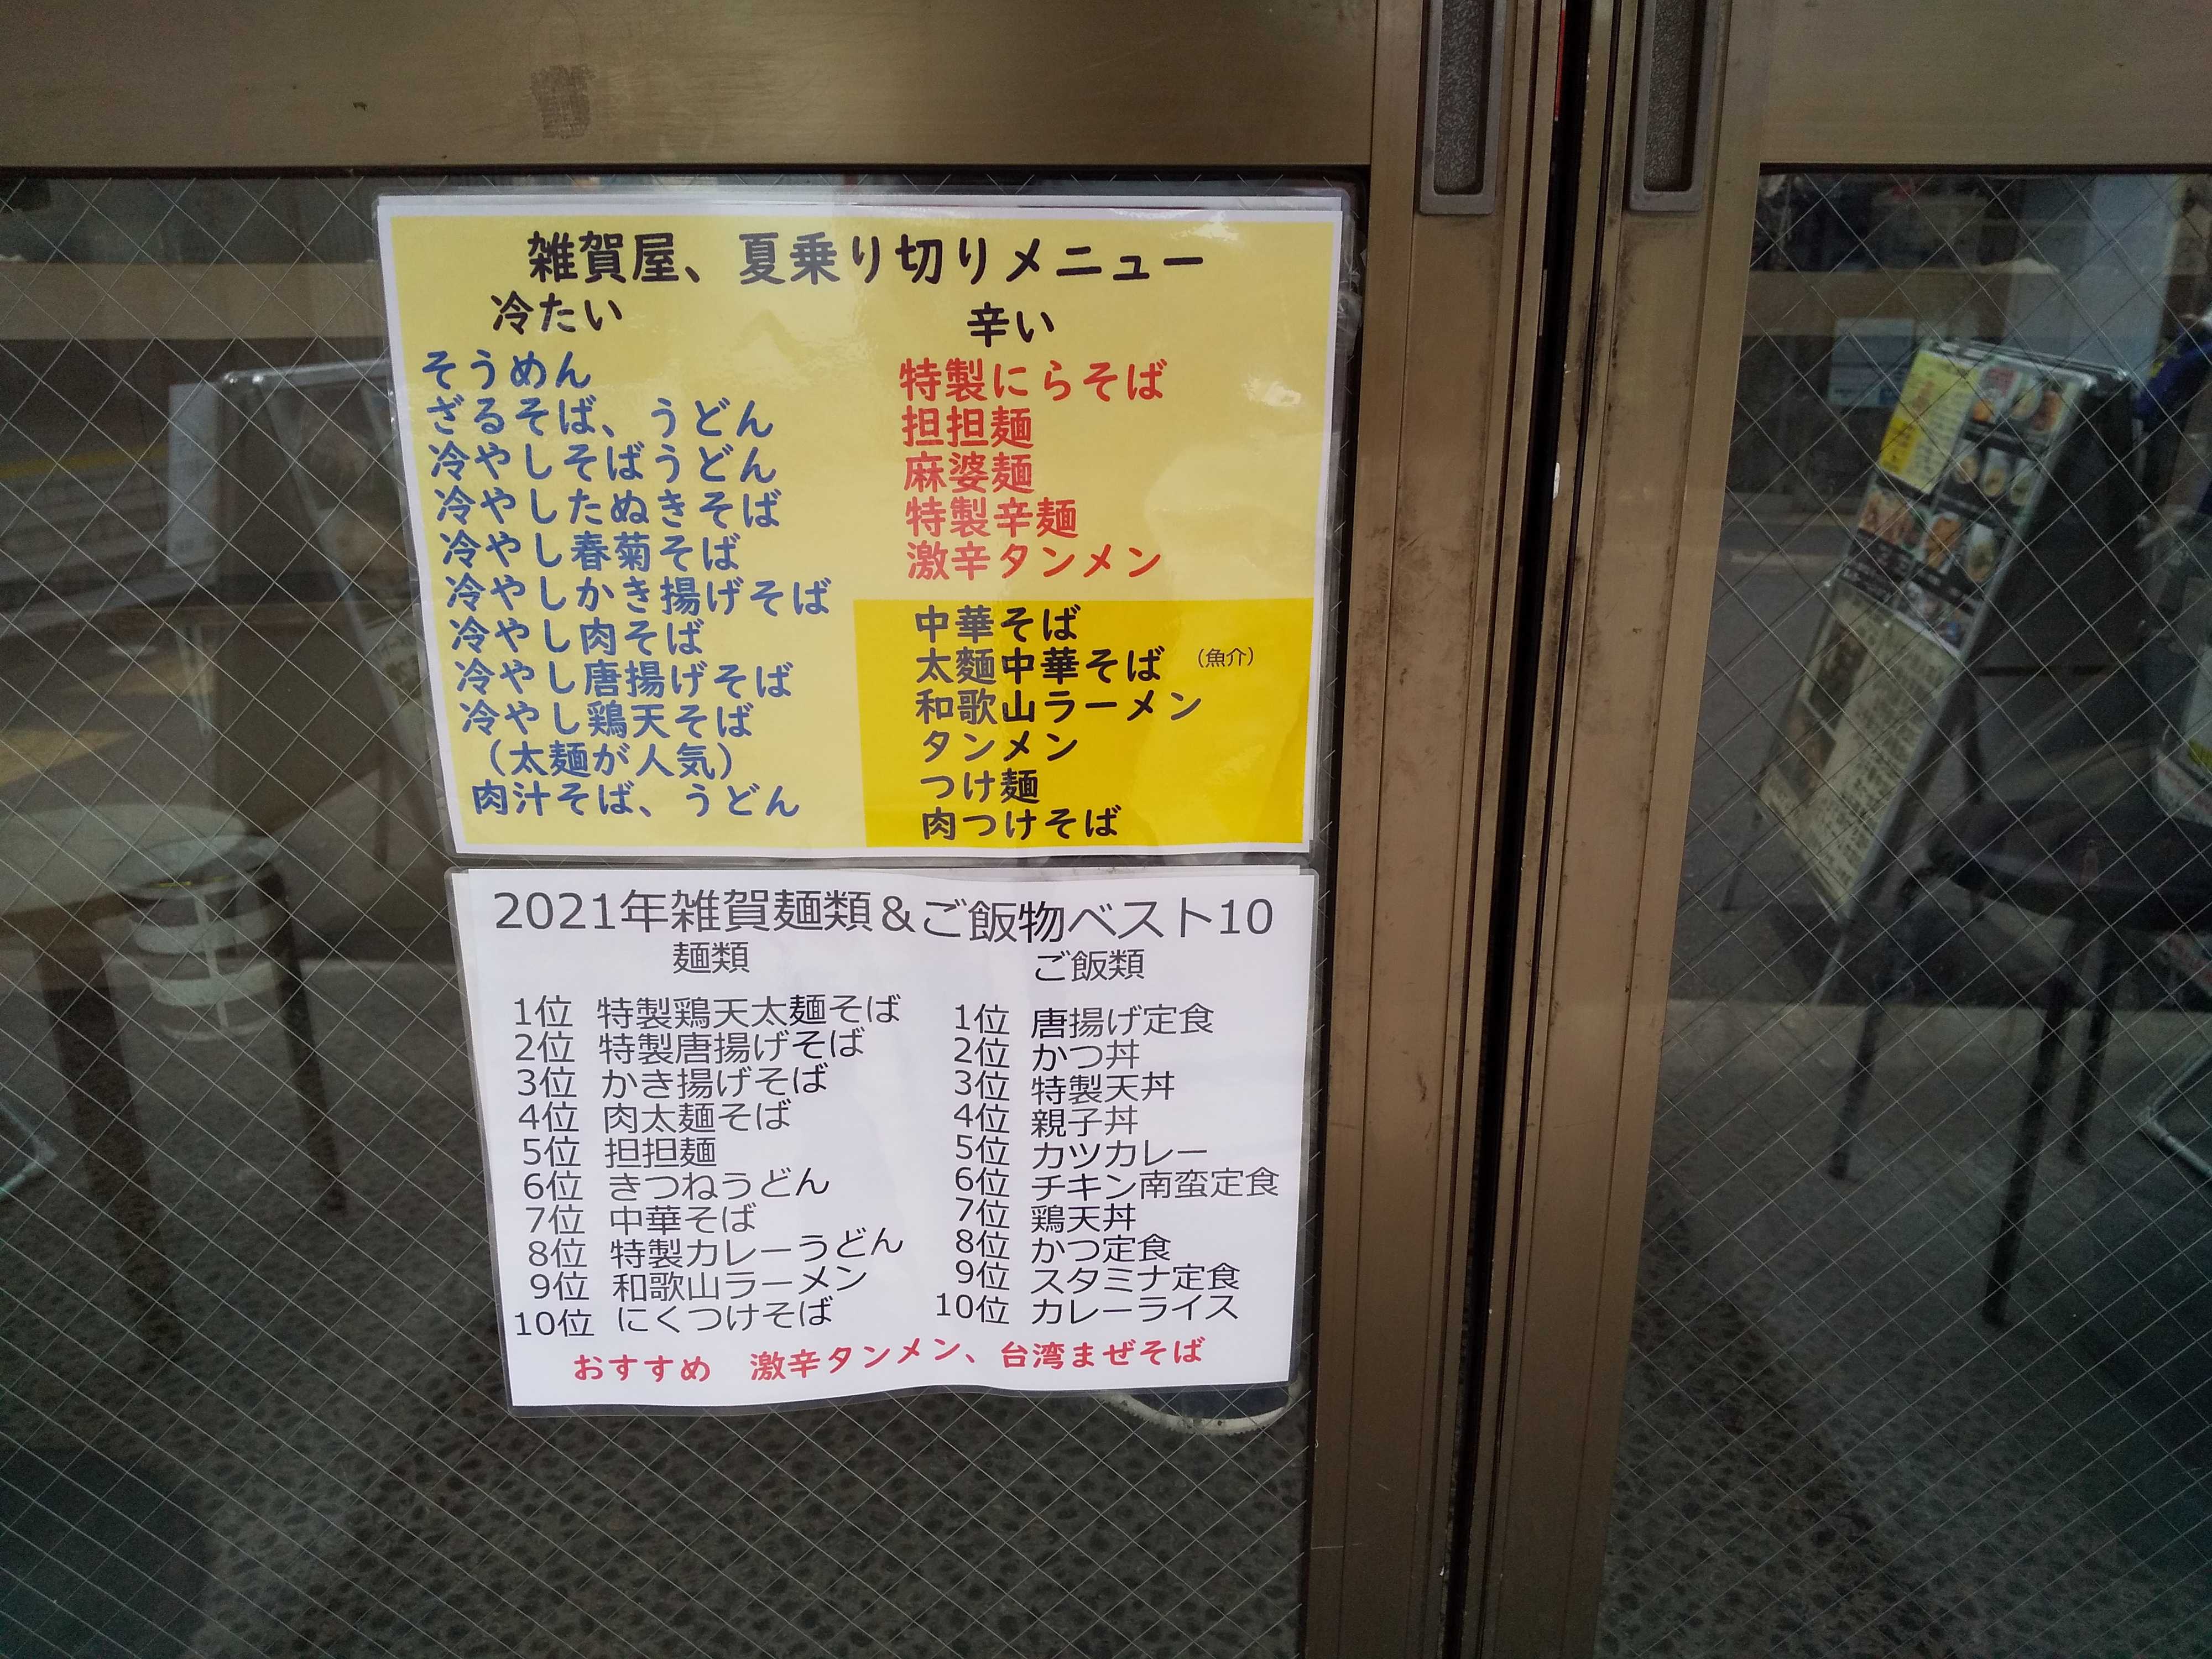 雑賀屋、夏乗り切りメニュー
冷たい
そうめん
ざるそば、うどん
冷やしそばうどん
冷やしたぬきそば
冷やし春菊そば
冷やしかき揚げそば
冷やし肉そば
冷やし唐揚げそば
冷やし鶏天そば
（太麺が人気）
肉汁そば、うどん
辛い
特製にらそば
担担麺
麻婆麺
特製辛麺
激辛タンメン
中華そば
太麵中華そば （魚介）
和歌山ラーメン
タンメン
つけ麺
肉つけそば
2021年雑賀麺類＆ご飯物ベスト10
麺類
1位 特製鶏天太麺そば
2位 特製唐揚げそば
3位 かき揚げそば
4位 肉太麺そば
5位 担担麺
6位 きつねうどん
7位 中華そば
8位 特製カレーうどん
9位 和歌山ラーメン
10位 にくつけそば
ご飯類
1位 唐揚げ定食
2位 かつ丼
3位 特製天丼
4位 親子丼
5位 カツカレー
6位 チキン南蛮定食
7位 鶏天丼
8位 かつ定食
9位 スタミナ定食
10位 カレーライス
おすすめ 激辛タンメン、台湾まぜそば